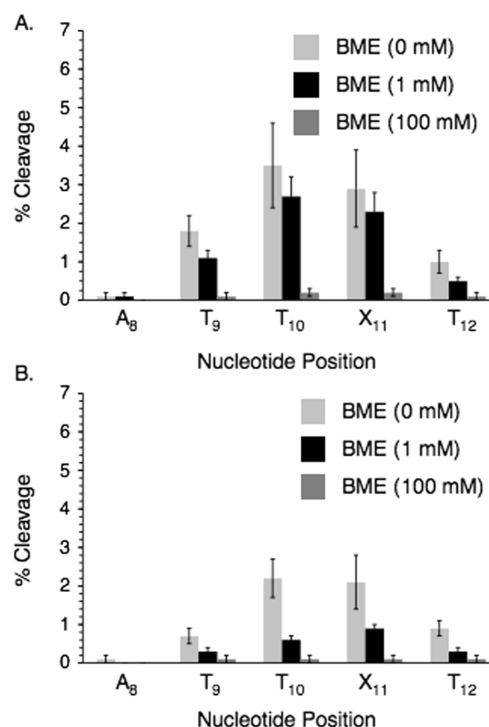 A.
7
6
5
4
3
2
1
0
% Cleavage
BME (0 mM)
BME (1 mM)
BME (100 mM)
A₈ T₉ T₁₀ X₁₁ T₁₂
Nucleotide Position
B.
7
6
5
4
3
2
1
0
% Cleavage
BME (0 mM)
BME (1 mM)
BME (100 mM)
A₈ T₉ T₁₀ X₁₁ T₁₂
Nucleotide Position